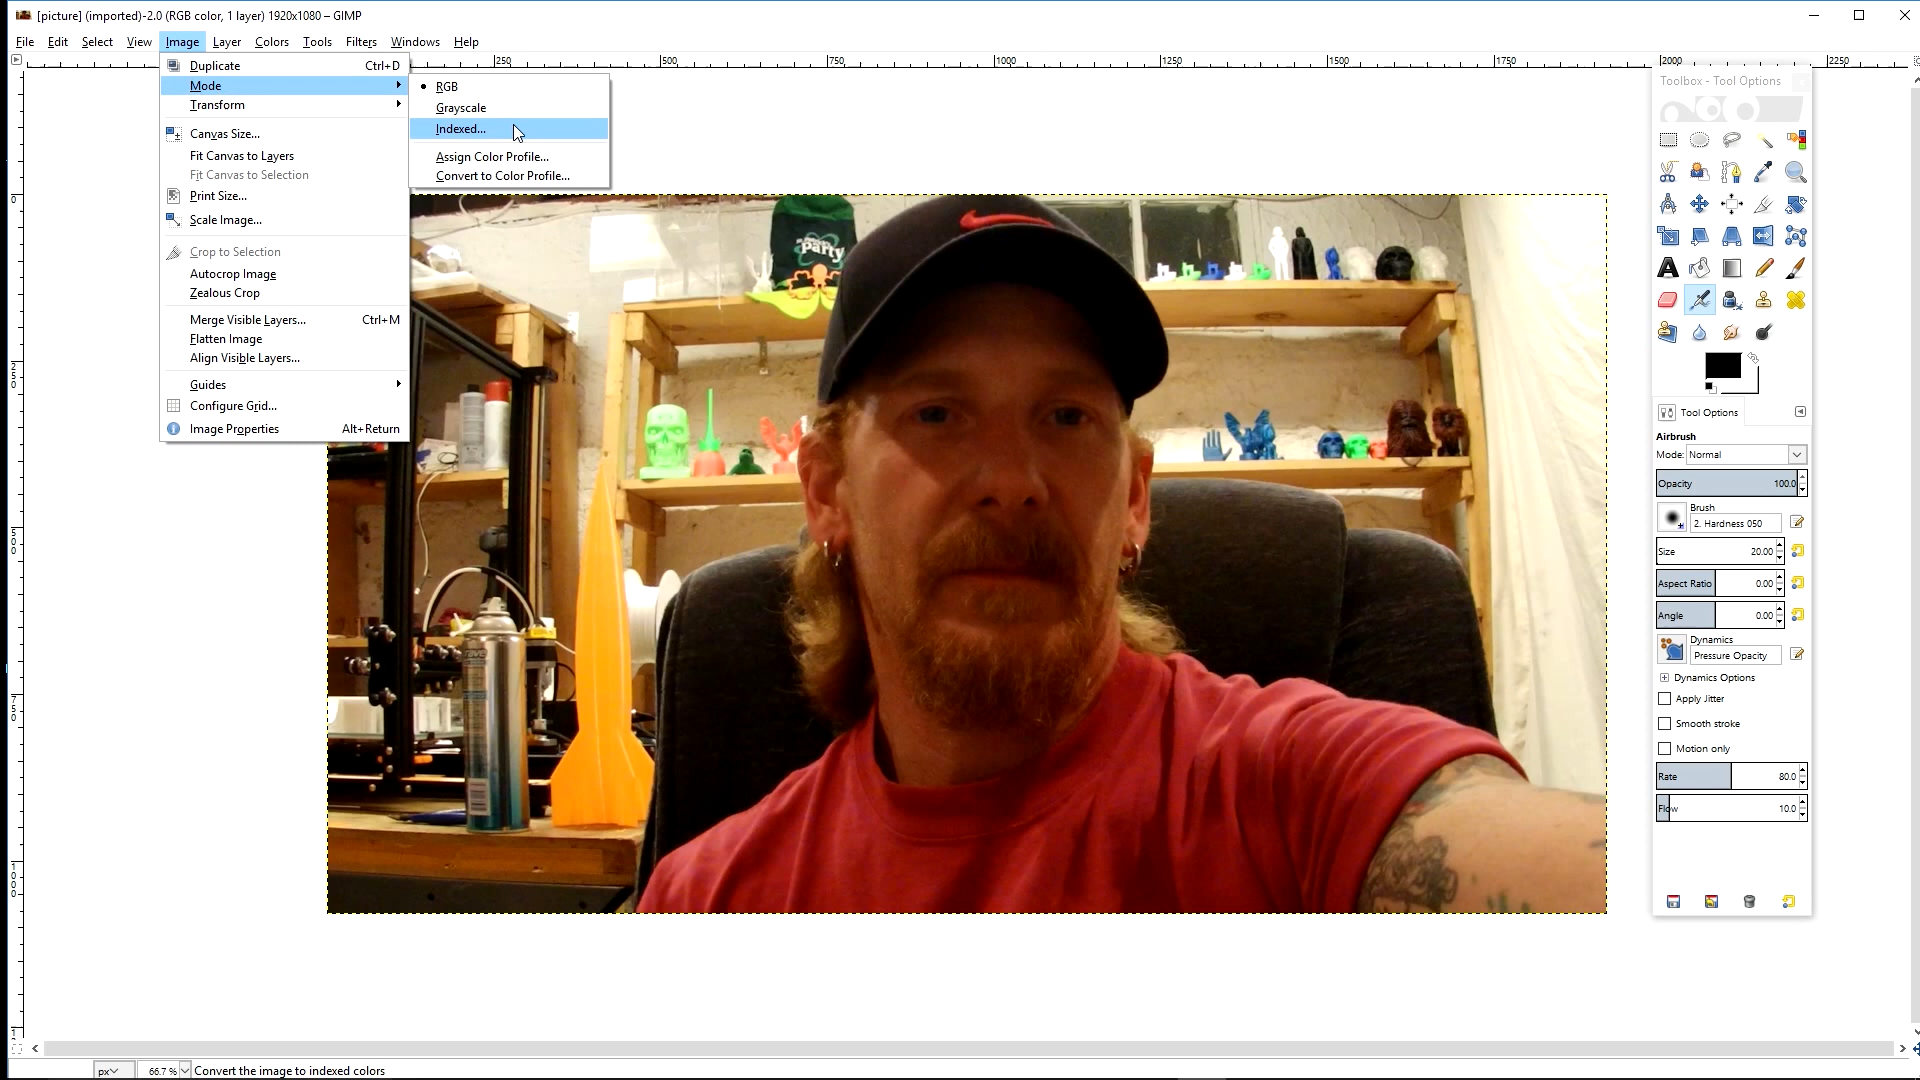 [picture] (imported)-2.0 (RGB color, 1 layer) 1920x1080 – GIMP
File Edit Select View Image Layer Colors Tools Filters Windows Help
Duplicate Ctrl+D
Mode
Transform
Canvas Size...
Fit Canvas to Layers
Fit Canvas to Selection
Print Size...
Scale Image...
Crop to Selection
Autocrop Image
Zealous Crop
Merge Visible Layers... Ctrl+M
Flatten Image
Align Visible Layers...
Guides
Configure Grid...
Image Properties Alt+Return
RGB
Grayscale
Indexed...
Assign Color Profile...
Convert to Color Profile...
250 500 750 1000 1250 1500 1750 2000 2250
0
250
500
750
1000
party
Toolbox - Tool Options
Tool Options
Airbrush
Mode: Normal
Opacity 100.0
Brush
2. Hardness 050
Size 20.00
Aspect Ratio 0.00
Angle 0.00
Dynamics
Pressure Opacity
Dynamics Options
Apply Jitter
Smooth stroke
Motion only
Rate 80.0
Flow 10.0
px 66.7 % Convert the image to indexed colors